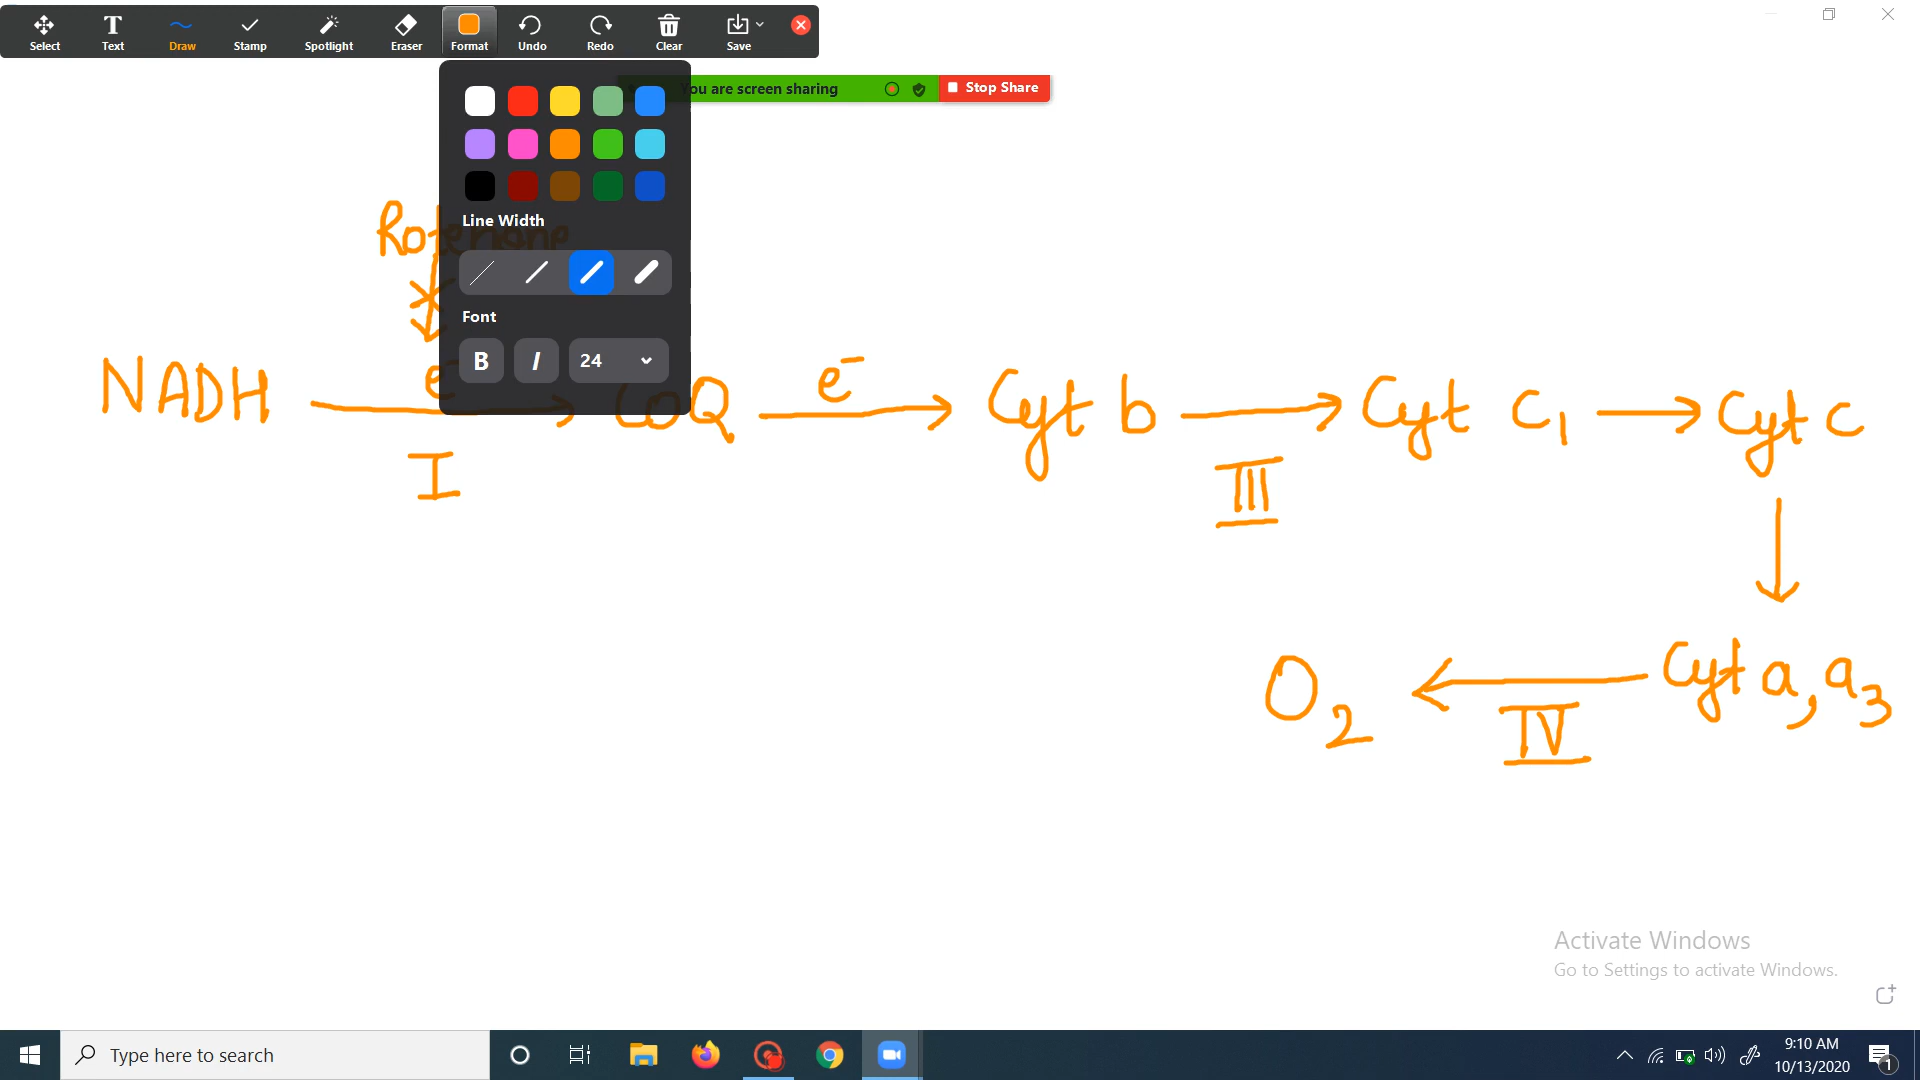 Select Text Draw Stamp Spotlight Eraser Format Undo Redo Clear Save
You are screen sharing Stop Share
Line Width
Font
B I 24
Rotenone
NADH e⁻ CoQ e⁻ Cyt b Cyt c₁ Cyt c
I III
O₂ Cyt a, a₃
IV
Activate Windows
Go to Settings to activate Windows.
Type here to search
9:10 AM
10/13/2020
1